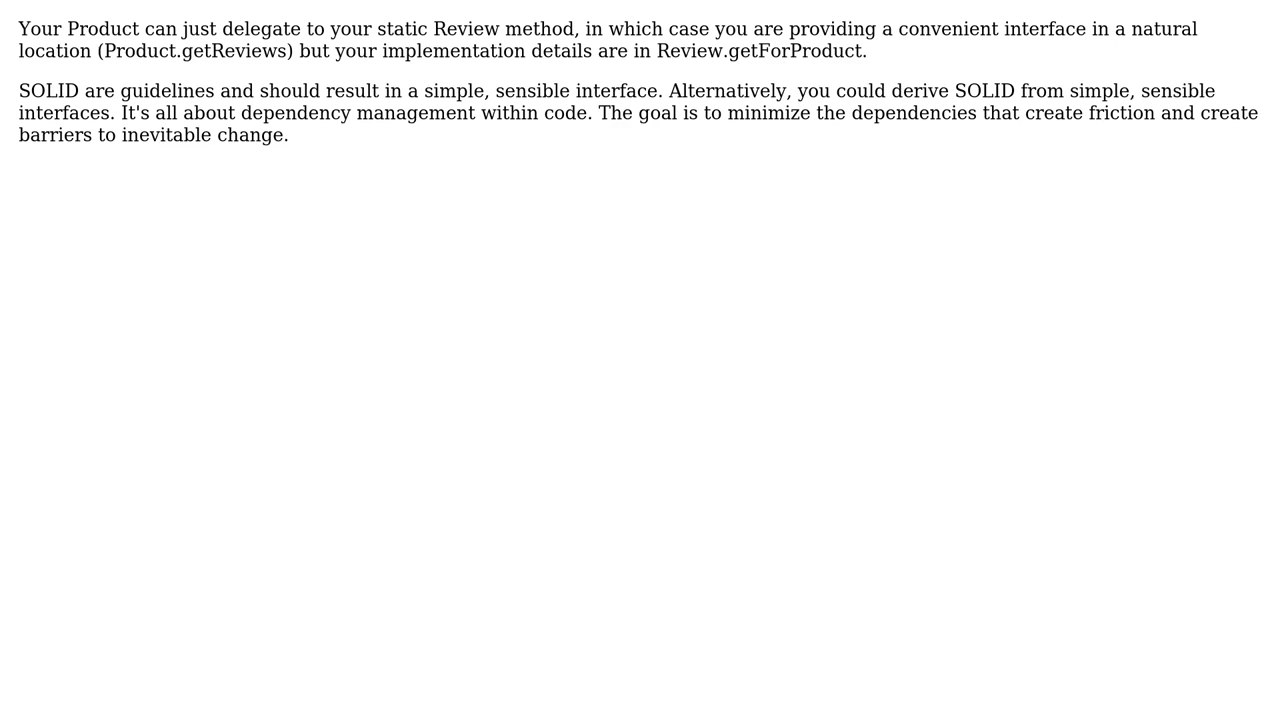 Your Product can just delegate to your static Review method, in which case you are providing a convenient interface in a natural
location (Product.getReviews) but your implementation details are in Review.getForProduct.
SOLID are guidelines and should result in a simple, sensible interface. Alternatively, you could derive SOLID from simple, sensible
interfaces. It's all about dependency management within code. The goal is to minimize the dependencies that create friction and create
barriers to inevitable change.